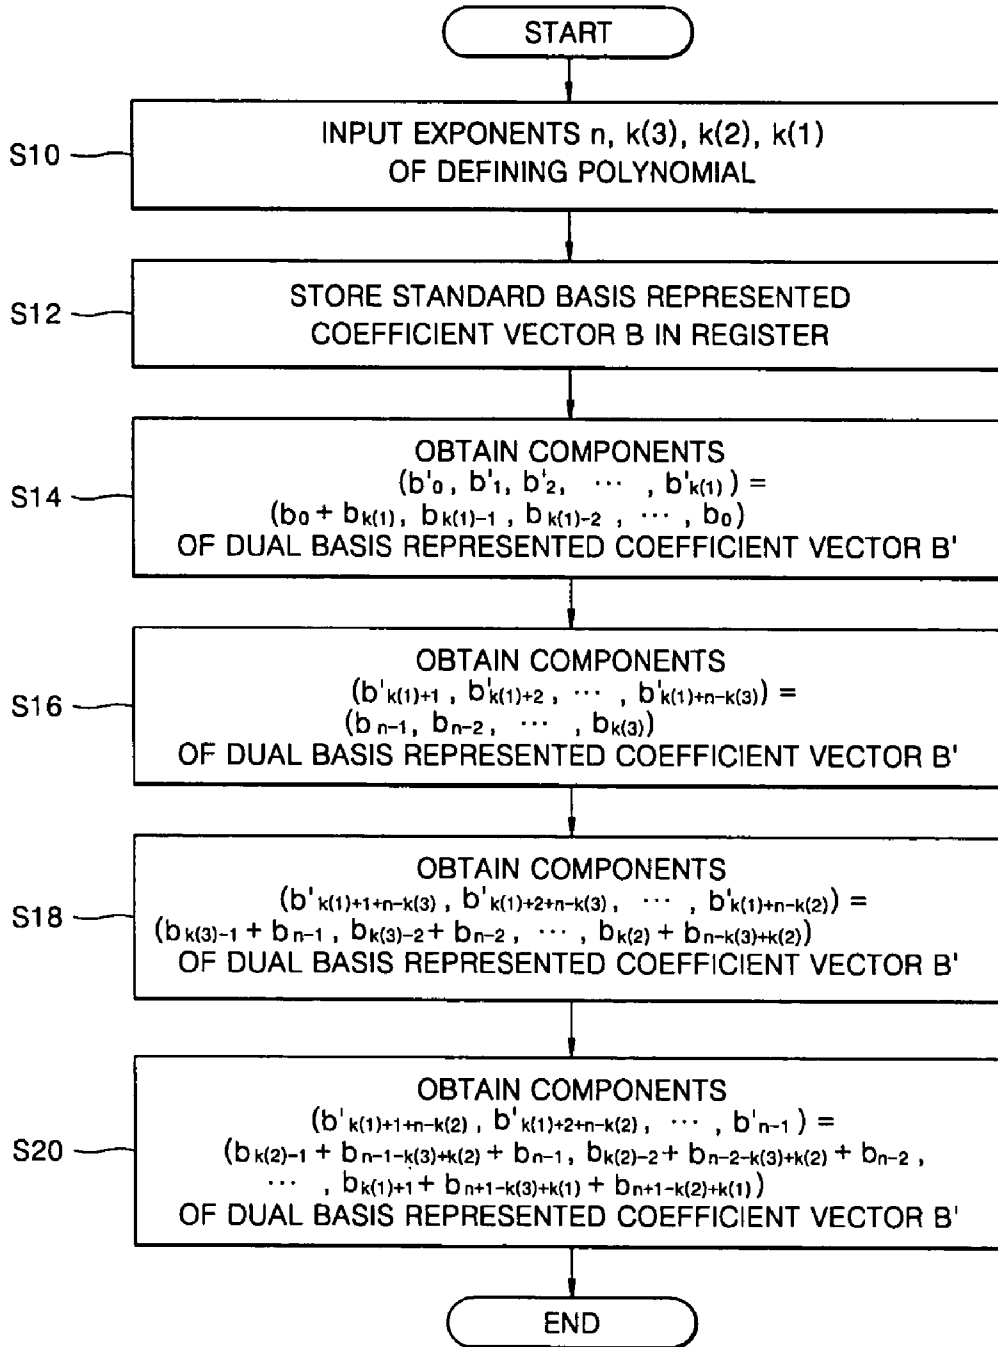 START
S10
INPUT EXPONENTS n, k(3), k(2), k(1)
OF DEFINING POLYNOMIAL
S12
STORE STANDARD BASIS REPRESENTED
COEFFICIENT VECTOR B IN REGISTER
S14
OBTAIN COMPONENTS
(b'0, b'1, b'2, ⋯ , b'k(1)) =
(b0 + bk(1), bk(1)-1, bk(1)-2, ⋯, b0)
OF DUAL BASIS REPRESENTED COEFFICIENT VECTOR B'
S16
OBTAIN COMPONENTS
(b'k(1)+1, b'k(1)+2, ⋯ , b'k(1)+n-k(3)) =
(bn-1, bn-2, ⋯ , bk(3))
OF DUAL BASIS REPRESENTED COEFFICIENT VECTOR B'
S18
OBTAIN COMPONENTS
(b'k(1)+1+n-k(3), b'k(1)+2+n-k(3), ⋯ , b'k(1)+n-k(2)) =
(bk(3)-1 + bn-1, bk(3)-2 + bn-2, ⋯, bk(2) + bn-k(3)+k(2))
OF DUAL BASIS REPRESENTED COEFFICIENT VECTOR B'
S20
OBTAIN COMPONENTS
(b'k(1)+1+n-k(2), b'k(1)+2+n-k(2), ⋯ , b'n-1) =
(bk(2)-1 + bn-1-k(3)+k(2) + bn-1, bk(2)-2 + bn-2-k(3)+k(2) + bn-2,
⋯ , bk(1)+1 + bn+1-k(3)+k(1) + bn+1-k(2)+k(1))
OF DUAL BASIS REPRESENTED COEFFICIENT VECTOR B'
END